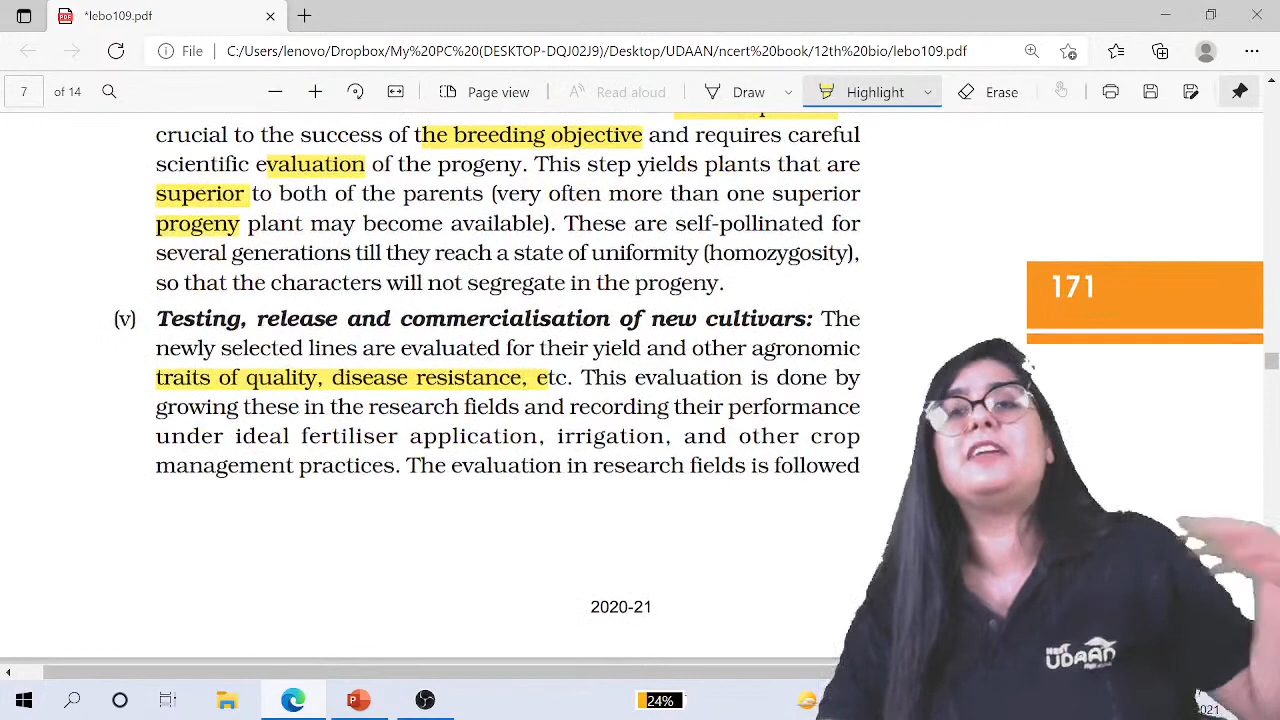 *lebo109.pdf
File
C:/Users/lenovo/Dropbox/My%20PC%20(DESKTOP-DQJ02J9)/Desktop/UDAAN/ncert%20book/12th%20bio/lebo109.pdf
7 of 14
Page view
Read aloud
Draw
Highlight
Erase
crucial to the success of the breeding objective and requires careful
scientific evaluation of the progeny. This step yields plants that are
superior to both of the parents (very often more than one superior
progeny plant may become available). These are self-pollinated for
several generations till they reach a state of uniformity (homozygosity),
so that the characters will not segregate in the progeny.
171
(v) Testing, release and commercialisation of new cultivars: The
newly selected lines are evaluated for their yield and other agronomic
traits of quality, disease resistance, etc. This evaluation is done by
growing these in the research fields and recording their performance
under ideal fertiliser application, irrigation, and other crop
management practices. The evaluation in research fields is followed
2020-21
UDAAN
24%